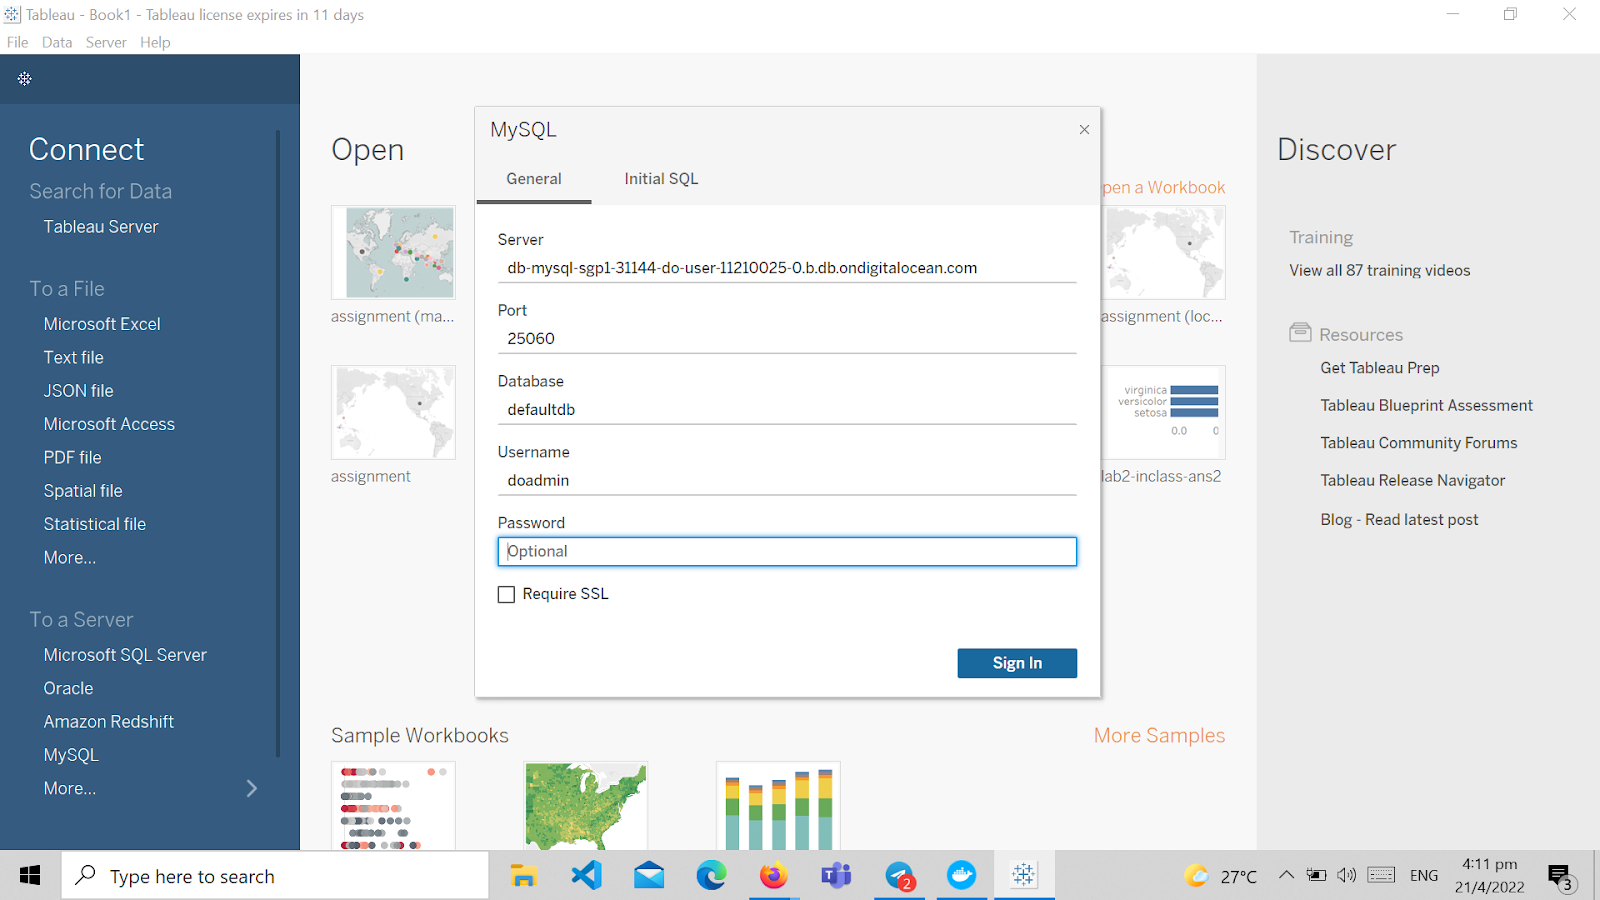 Tableau - Book1 - Tableau license expires in 11 days
File Data Server Help
Connect
Search for Data
Tableau Server
To a File
Microsoft Excel
Text file
JSON file
Microsoft Access
PDF file
Spatial file
Statistical file
More...
To a Server
Microsoft SQL Server
Oracle
Amazon Redshift
MySQL
More...
Open
pen a Workbook
assignment (ma...
assignment (loc...
assignment
virginica
versicolor
setosa
0.0 0
lab2-inclass-ans2
MySQL
General Initial SQL
Server
db-mysql-sgp1-31144-do-user-11210025-0.b.db.ondigitalocean.com
Port
25060
Database
defaultdb
Username
doadmin
Password
Optional
Require SSL
Sign In
Sample Workbooks
More Samples
Discover
Training
View all 87 training videos
Resources
Get Tableau Prep
Tableau Blueprint Assessment
Tableau Community Forums
Tableau Release Navigator
Blog - Read latest post
Type here to search
2
27°C
ENG
4:11 pm
21/4/2022
3